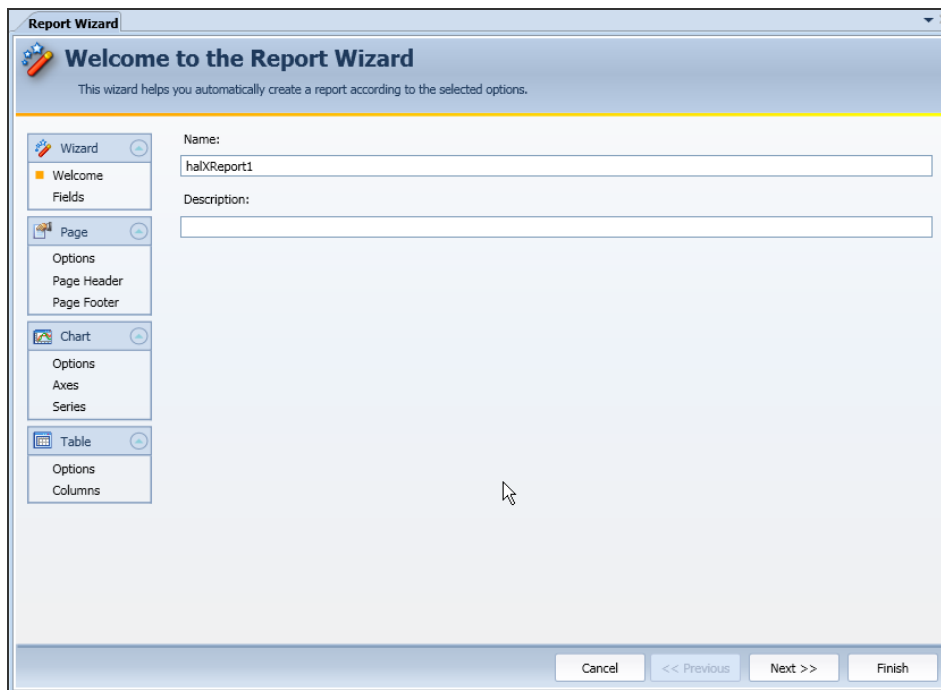 Report Wizard
Welcome to the Report Wizard
This wizard helps you automatically create a report according to the selected options.
Wizard
Welcome
Fields
Page
Options
Page Header
Page Footer
Chart
Options
Axes
Series
Table
Options
Columns
Name:
halXReport1
Description:
Cancel
<< Previous
Next >>
Finish